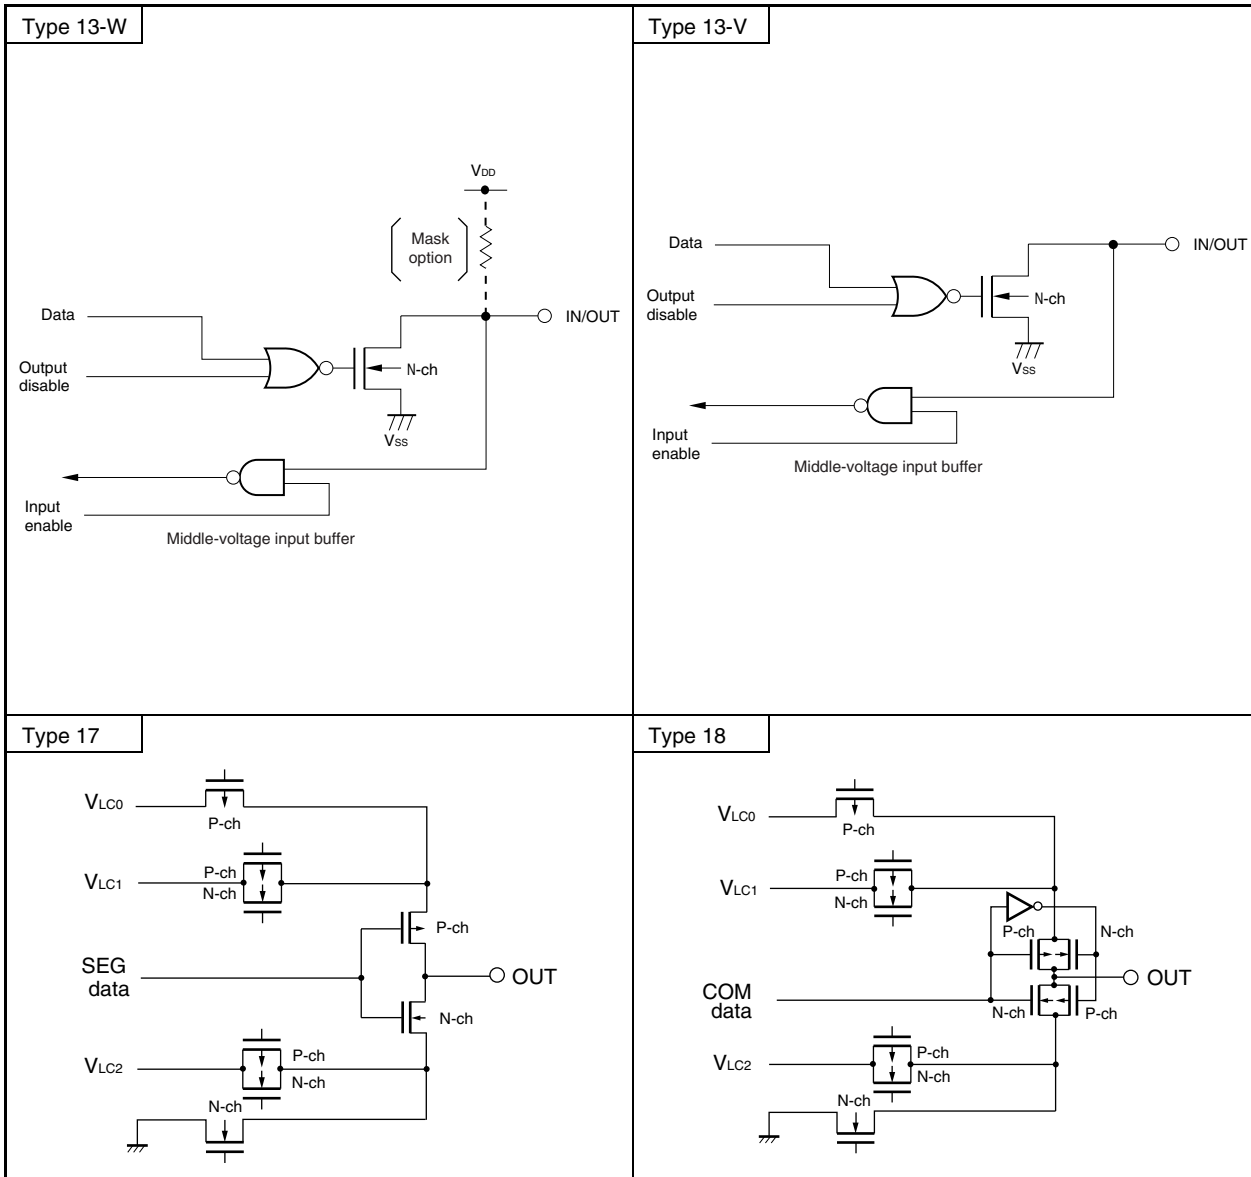 Type 13-W
VDD
Mask
option
Data
IN/OUT
Output
disable
N-ch
VSS
Input
enable
Middle-voltage input buffer
Type 13-V
Data
IN/OUT
Output
disable
N-ch
VSS
Input
enable
Middle-voltage input buffer
Type 17
VLC0
P-ch
P-ch
VLC1
N-ch
P-ch
SEG
data
OUT
N-ch
P-ch
VLC2
N-ch
N-ch
Type 18
VLC0
P-ch
P-ch
VLC1
N-ch
P-ch
N-ch
COM
data
OUT
N-ch
P-ch
P-ch
VLC2
N-ch
N-ch